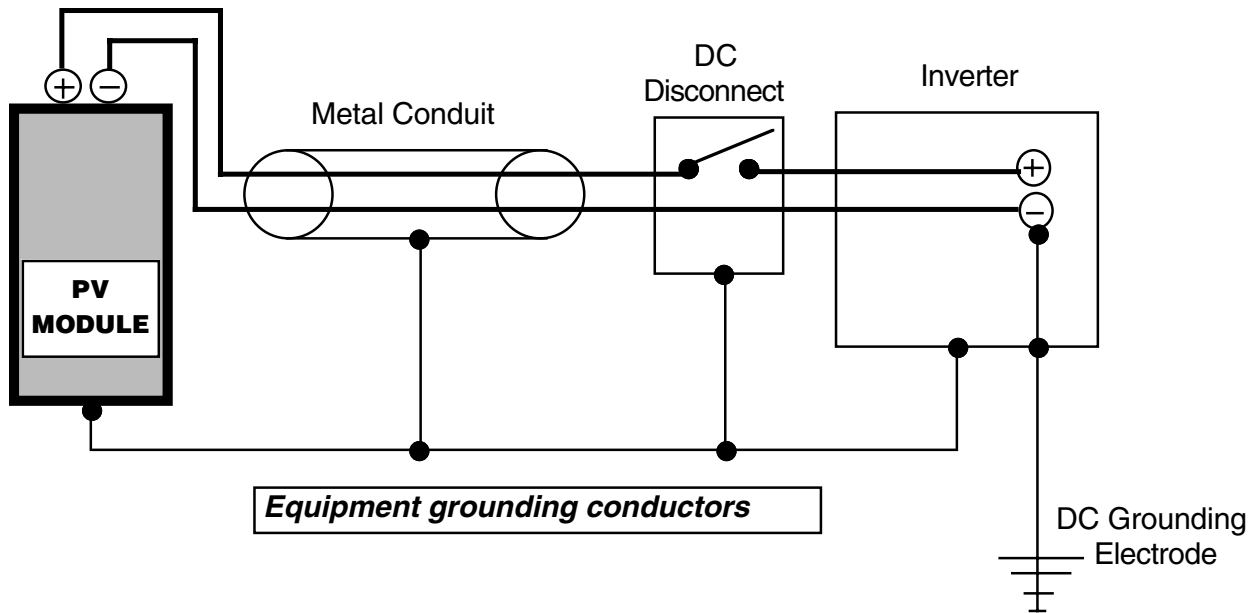 +
−
DC
Disconnect
Inverter
Metal Conduit
+
−
PV
MODULE
Equipment grounding conductors
DC Grounding
Electrode